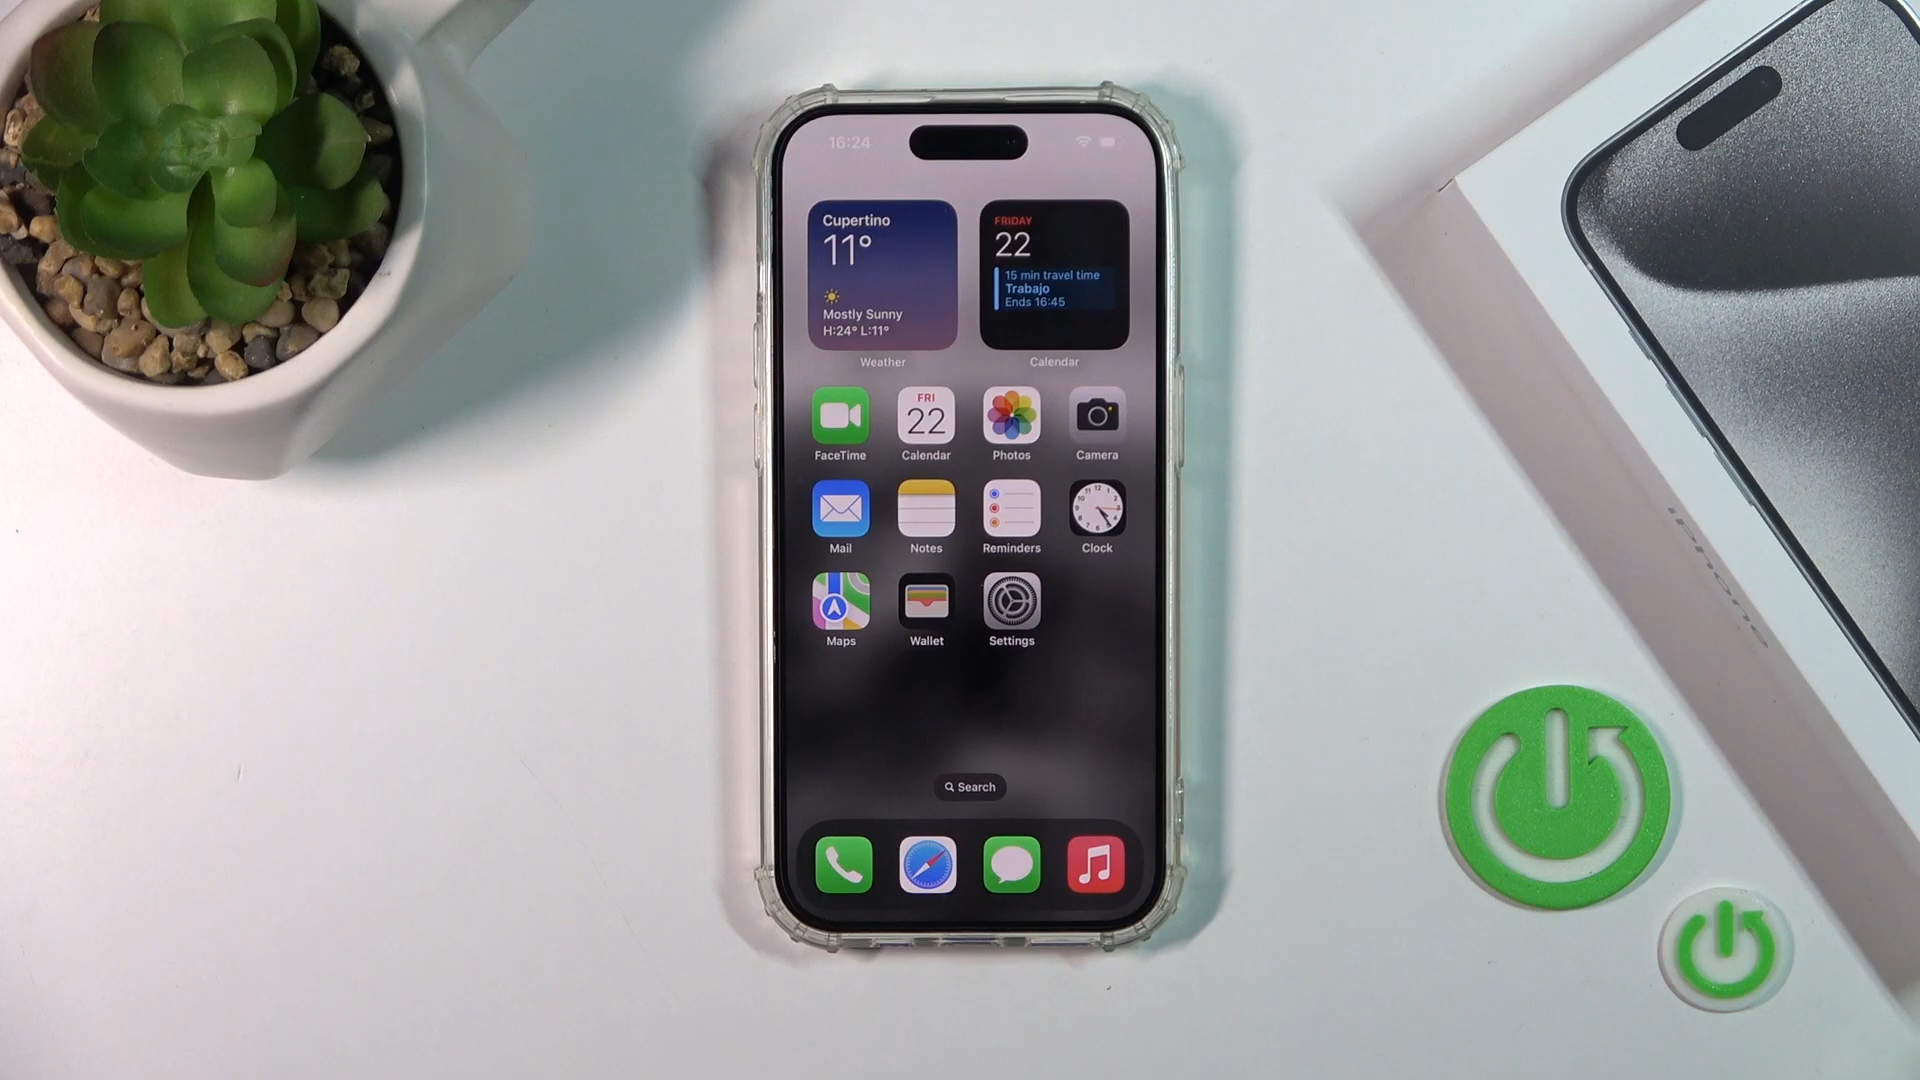 16:24
Cupertino
11°
Mostly Sunny
H:24° L:11°
Weather
FRIDAY
22
15 min travel time
Trabajo
Ends 16:45
Calendar
FaceTime
FRI
22
Calendar
Photos
Camera
Mail
Notes
Reminders
Clock
Maps
Wallet
Settings
Search
iPhone